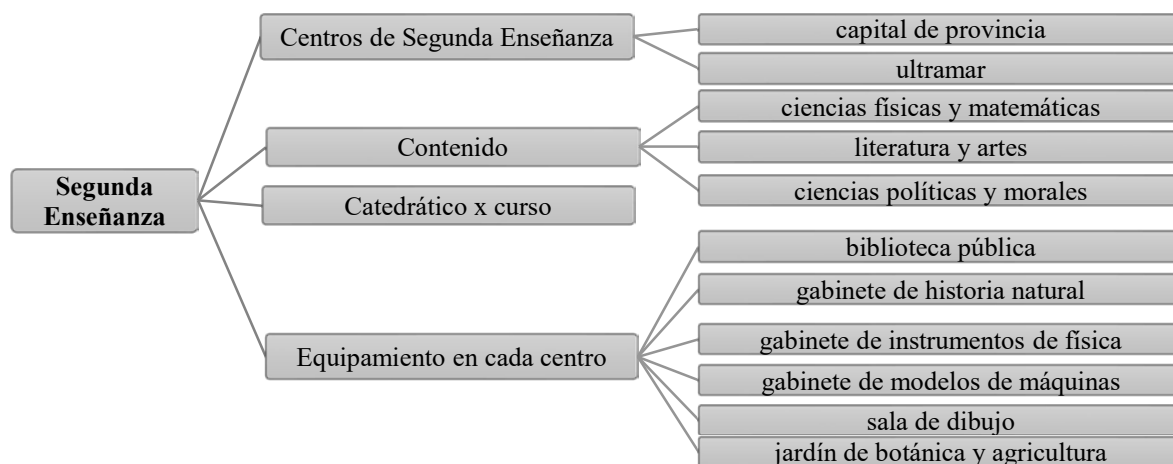 Segunda
Enseñanza
Centros de Segunda Enseñanza
capital de provincia
ultramar
Contenido
ciencias físicas y matemáticas
literatura y artes
ciencias políticas y morales
Catedrático x curso
Equipamiento en cada centro
biblioteca pública
gabinete de historia natural
gabinete de instrumentos de física
gabinete de modelos de máquinas
sala de dibujo
jardín de botánica y agricultura